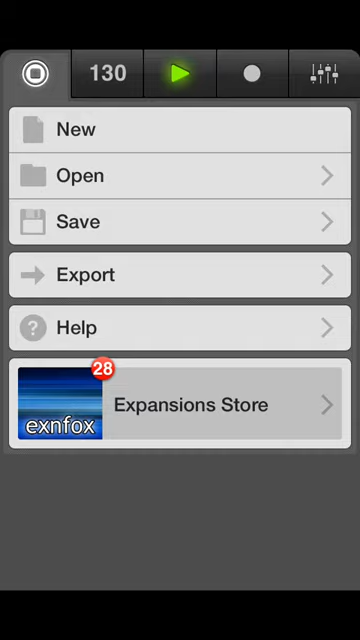 130
New
Open
Save
Export
Help
28
Expansions Store
exnfox